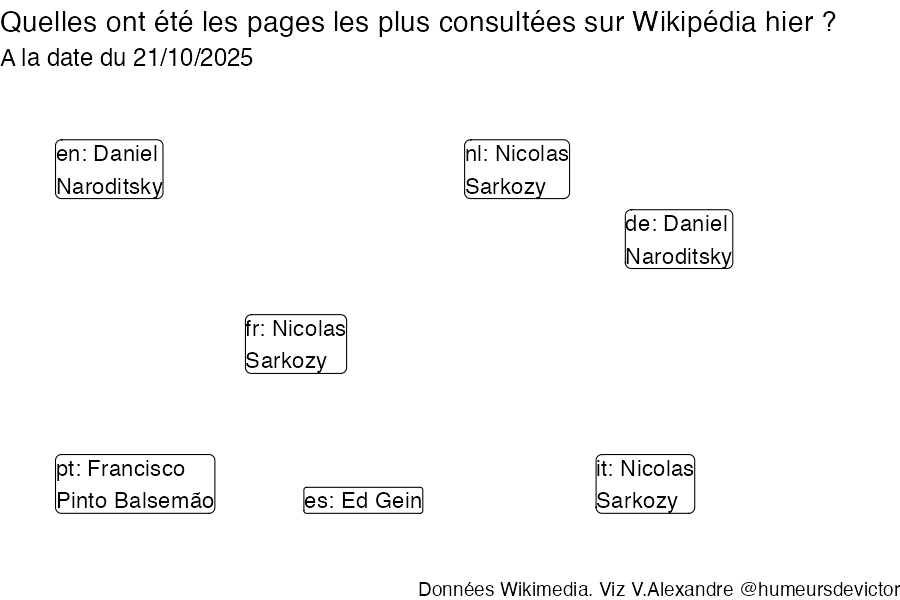 Quelles ont été les pages les plus consultées sur Wikipédia hier ?
A la date du 21/10/2025
en: Daniel
Naroditsky
nl: Nicolas
Sarkozy
de: Daniel
Naroditsky
fr: Nicolas
Sarkozy
pt: Francisco
Pinto Balsemão
es: Ed Gein
it: Nicolas
Sarkozy
Données Wikimedia. Viz V.Alexandre @humeursdevictor